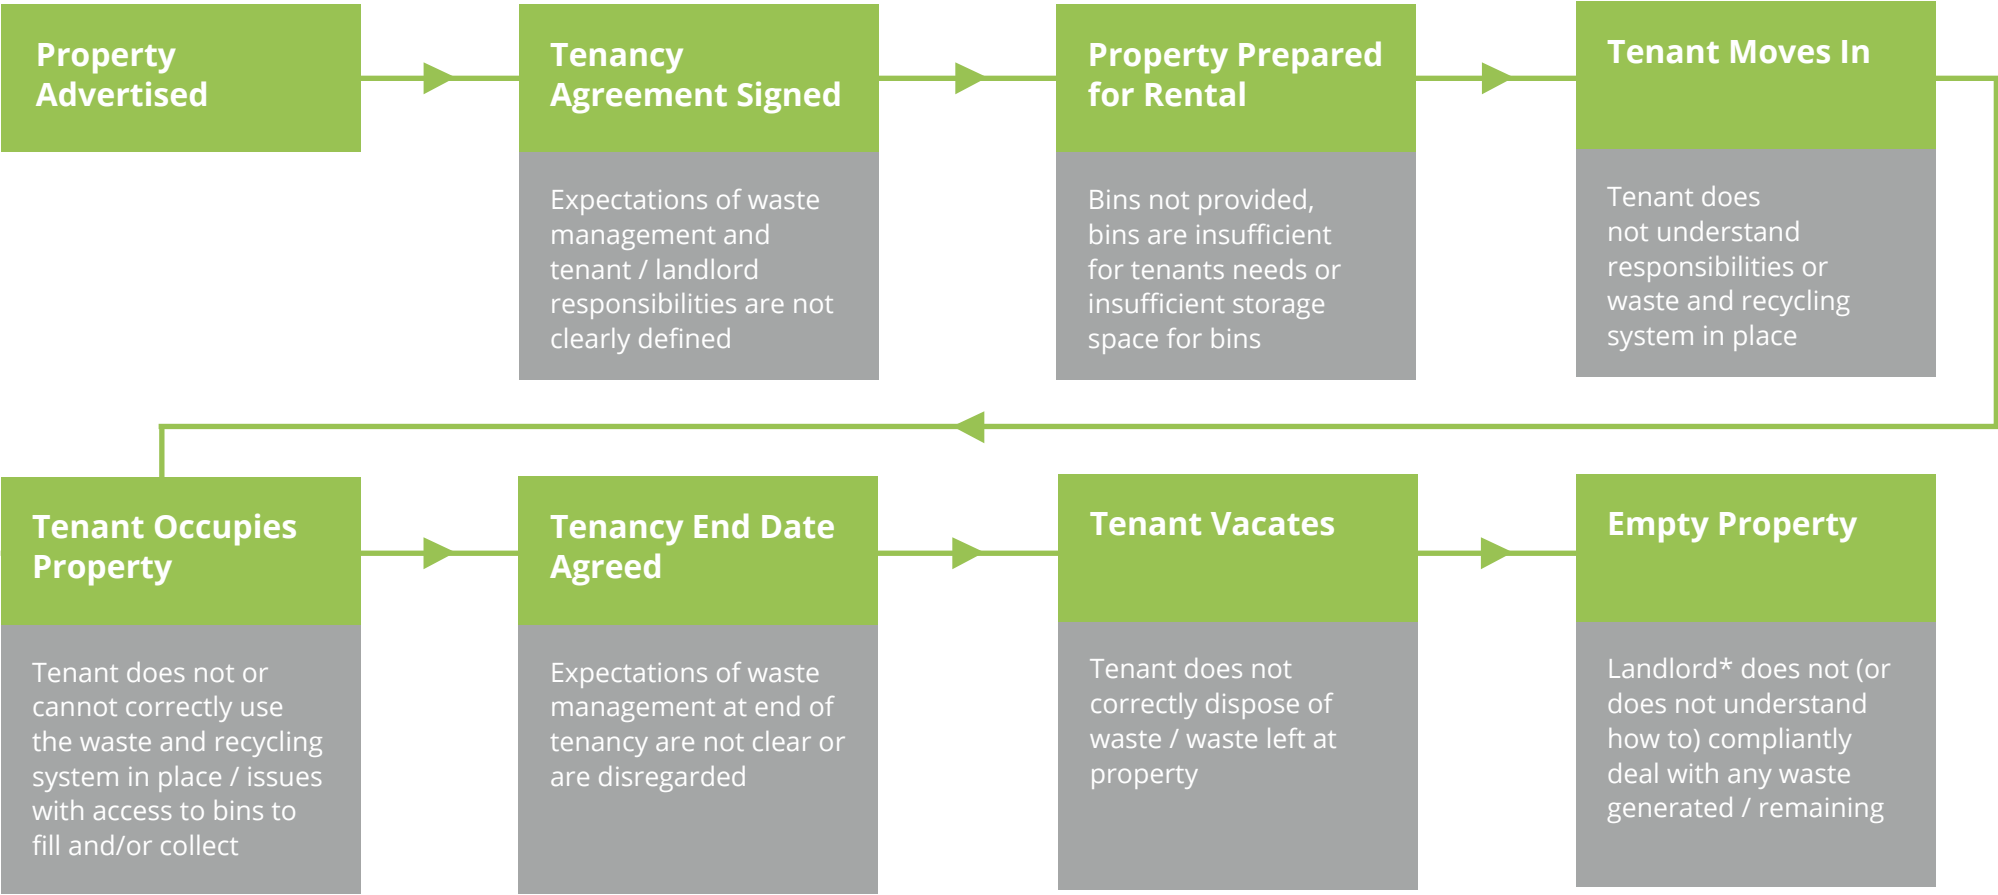 Property
Advertised
Tenancy
Agreement Signed
Expectations of waste
management and
tenant / landlord
responsibilities are not
clearly defined
Property Prepared
for Rental
Bins not provided,
bins are insufficient
for tenants needs or
insufficient storage
space for bins
Tenant Moves In
Tenant does
not understand
responsibilities or
waste and recycling
system in place
Tenant Occupies
Property
Tenant does not or
cannot correctly use
the waste and recycling
system in place / issues
with access to bins to
fill and/or collect
Tenancy End Date
Agreed
Expectations of waste
management at end of
tenancy are not clear or
are disregarded
Tenant Vacates
Tenant does not
correctly dispose of
waste / waste left at
property
Empty Property
Landlord* does not (or
does not understand
how to) compliantly
deal with any waste
generated / remaining